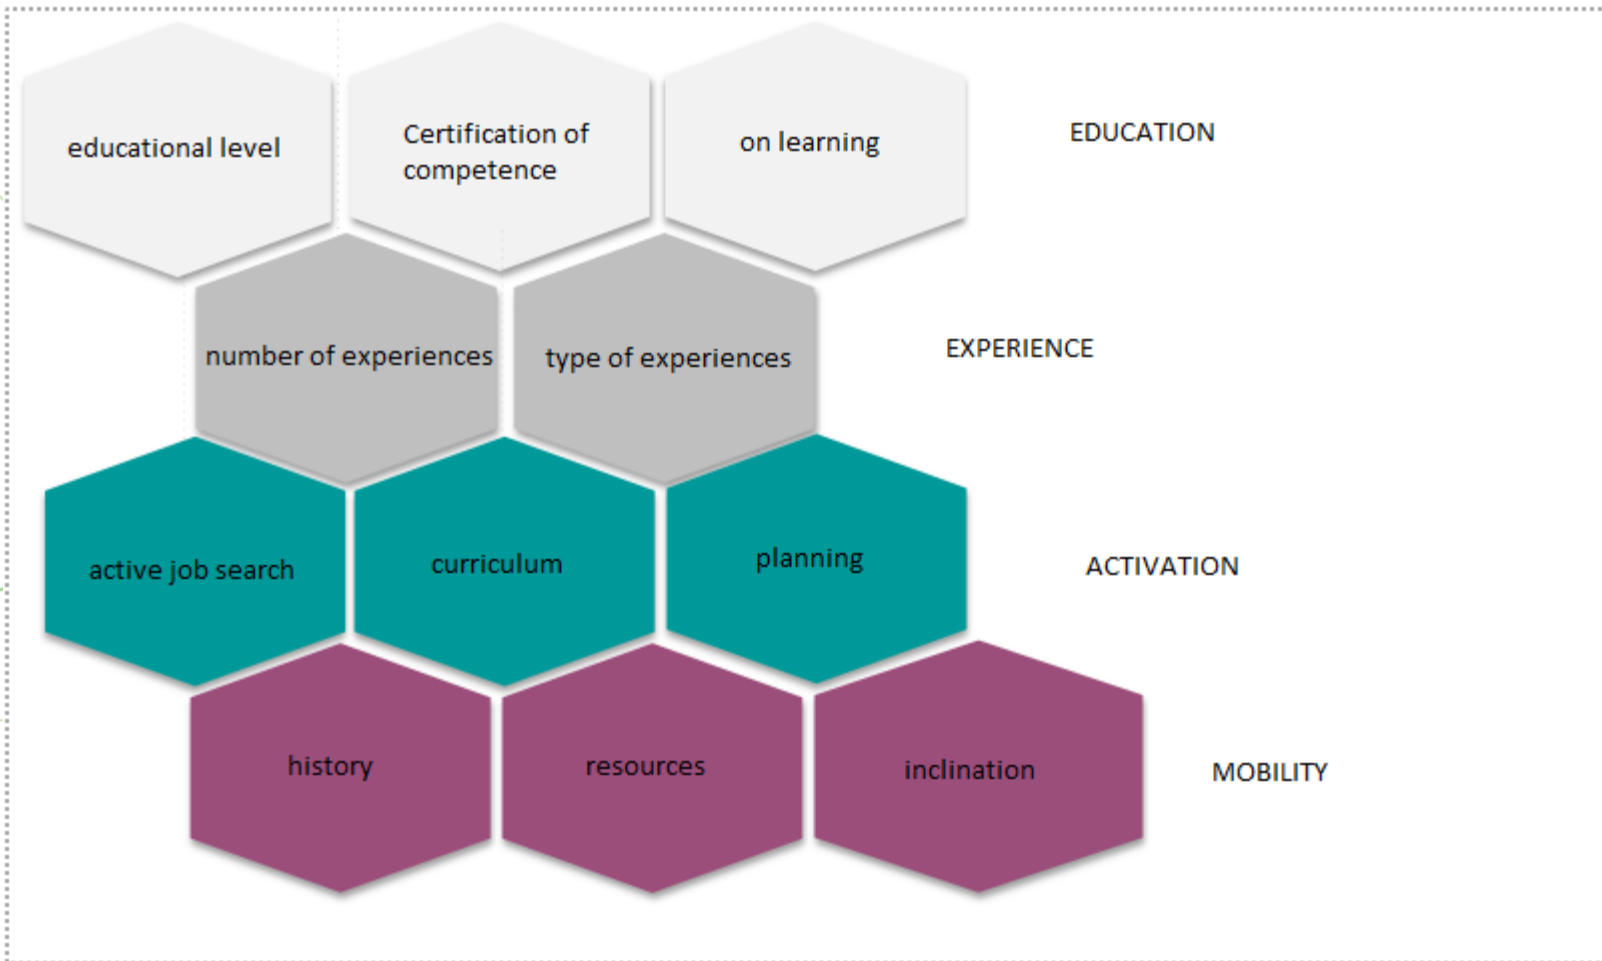 educational level
Certification of
competence
on learning
EDUCATION
number of experiences
type of experiences
EXPERIENCE
active job search
curriculum
planning
ACTIVATION
history
resources
inclination
MOBILITY